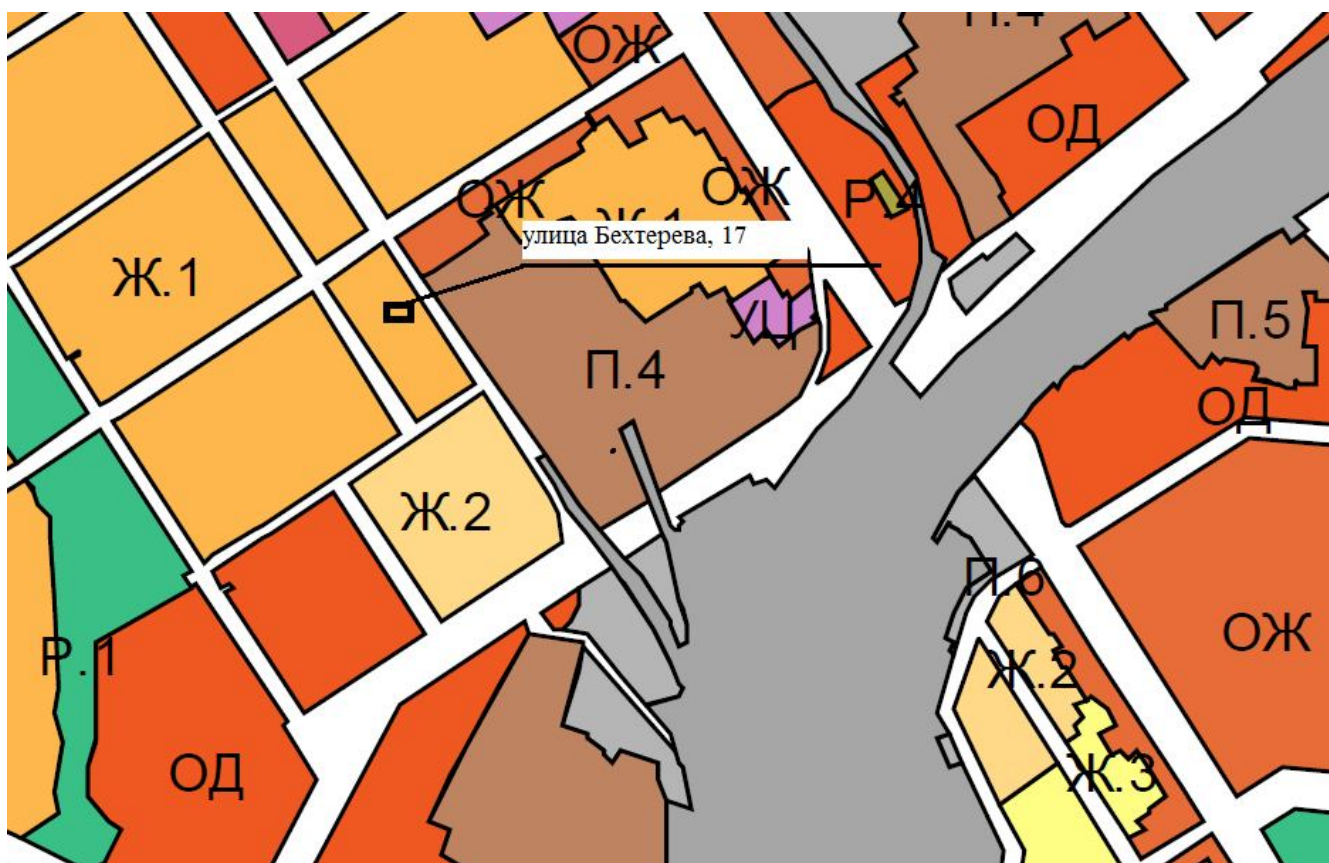 П.4
ОЖ
ОД
ОЖ
ОЖ
Р.4
Ж.1
улица Бехтерева, 17
Ж.1
П.5
УЦ
П.4
ОД
Ж.2
П.6
ОЖ
Р.1
Ж.2
ОД
Ж.3